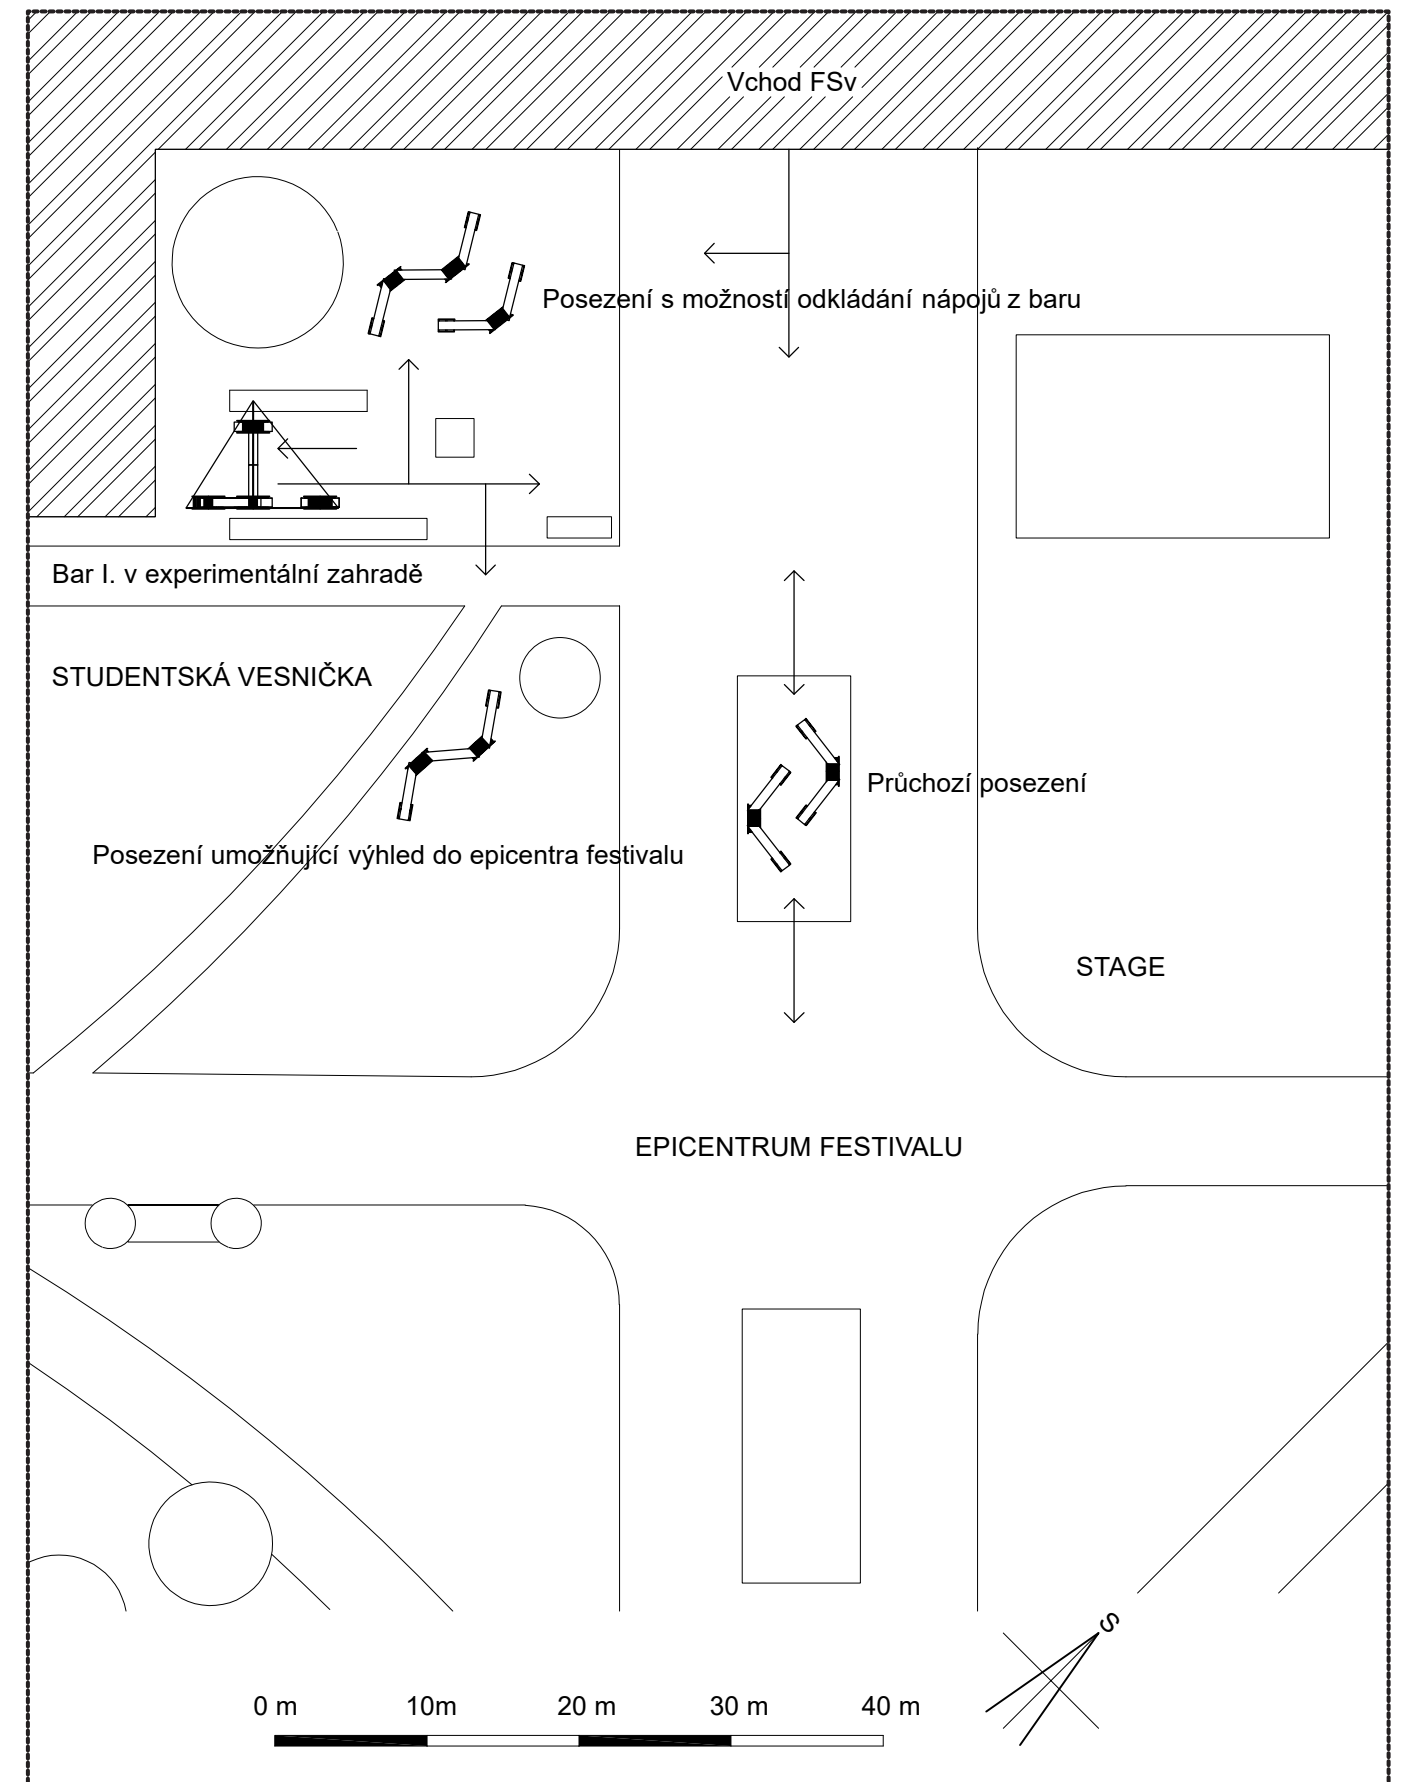 Vchod FSv
Posezení s možností odkládání nápojů z baru
Bar I. v experimentální zahradě
STUDENTSKÁ VESNIČKA
Průchozí posezení
Posezení umožňující výhled do epicentra festivalu
STAGE
EPICENTRUM FESTIVALU
S
0 m 10m 20 m 30 m 40 m